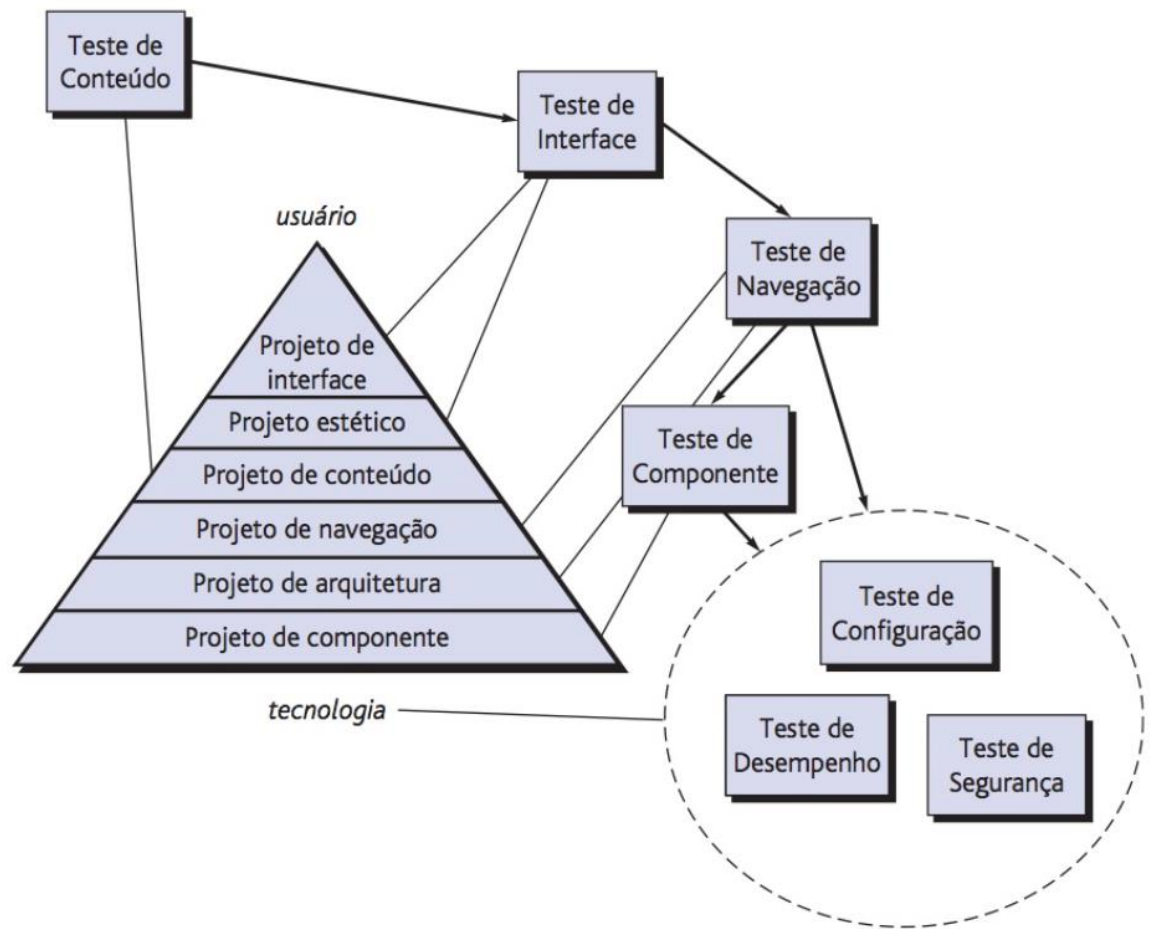 Teste de
Conteúdo
Teste de
Interface
usuário
Teste de
Navegação
Projeto de
interface
Projeto estético
Teste de
Componente
Projeto de conteúdo
Projeto de navegação
Projeto de arquitetura
Teste de
Configuração
Projeto de componente
tecnologia
Teste de
Desempenho
Teste de
Segurança